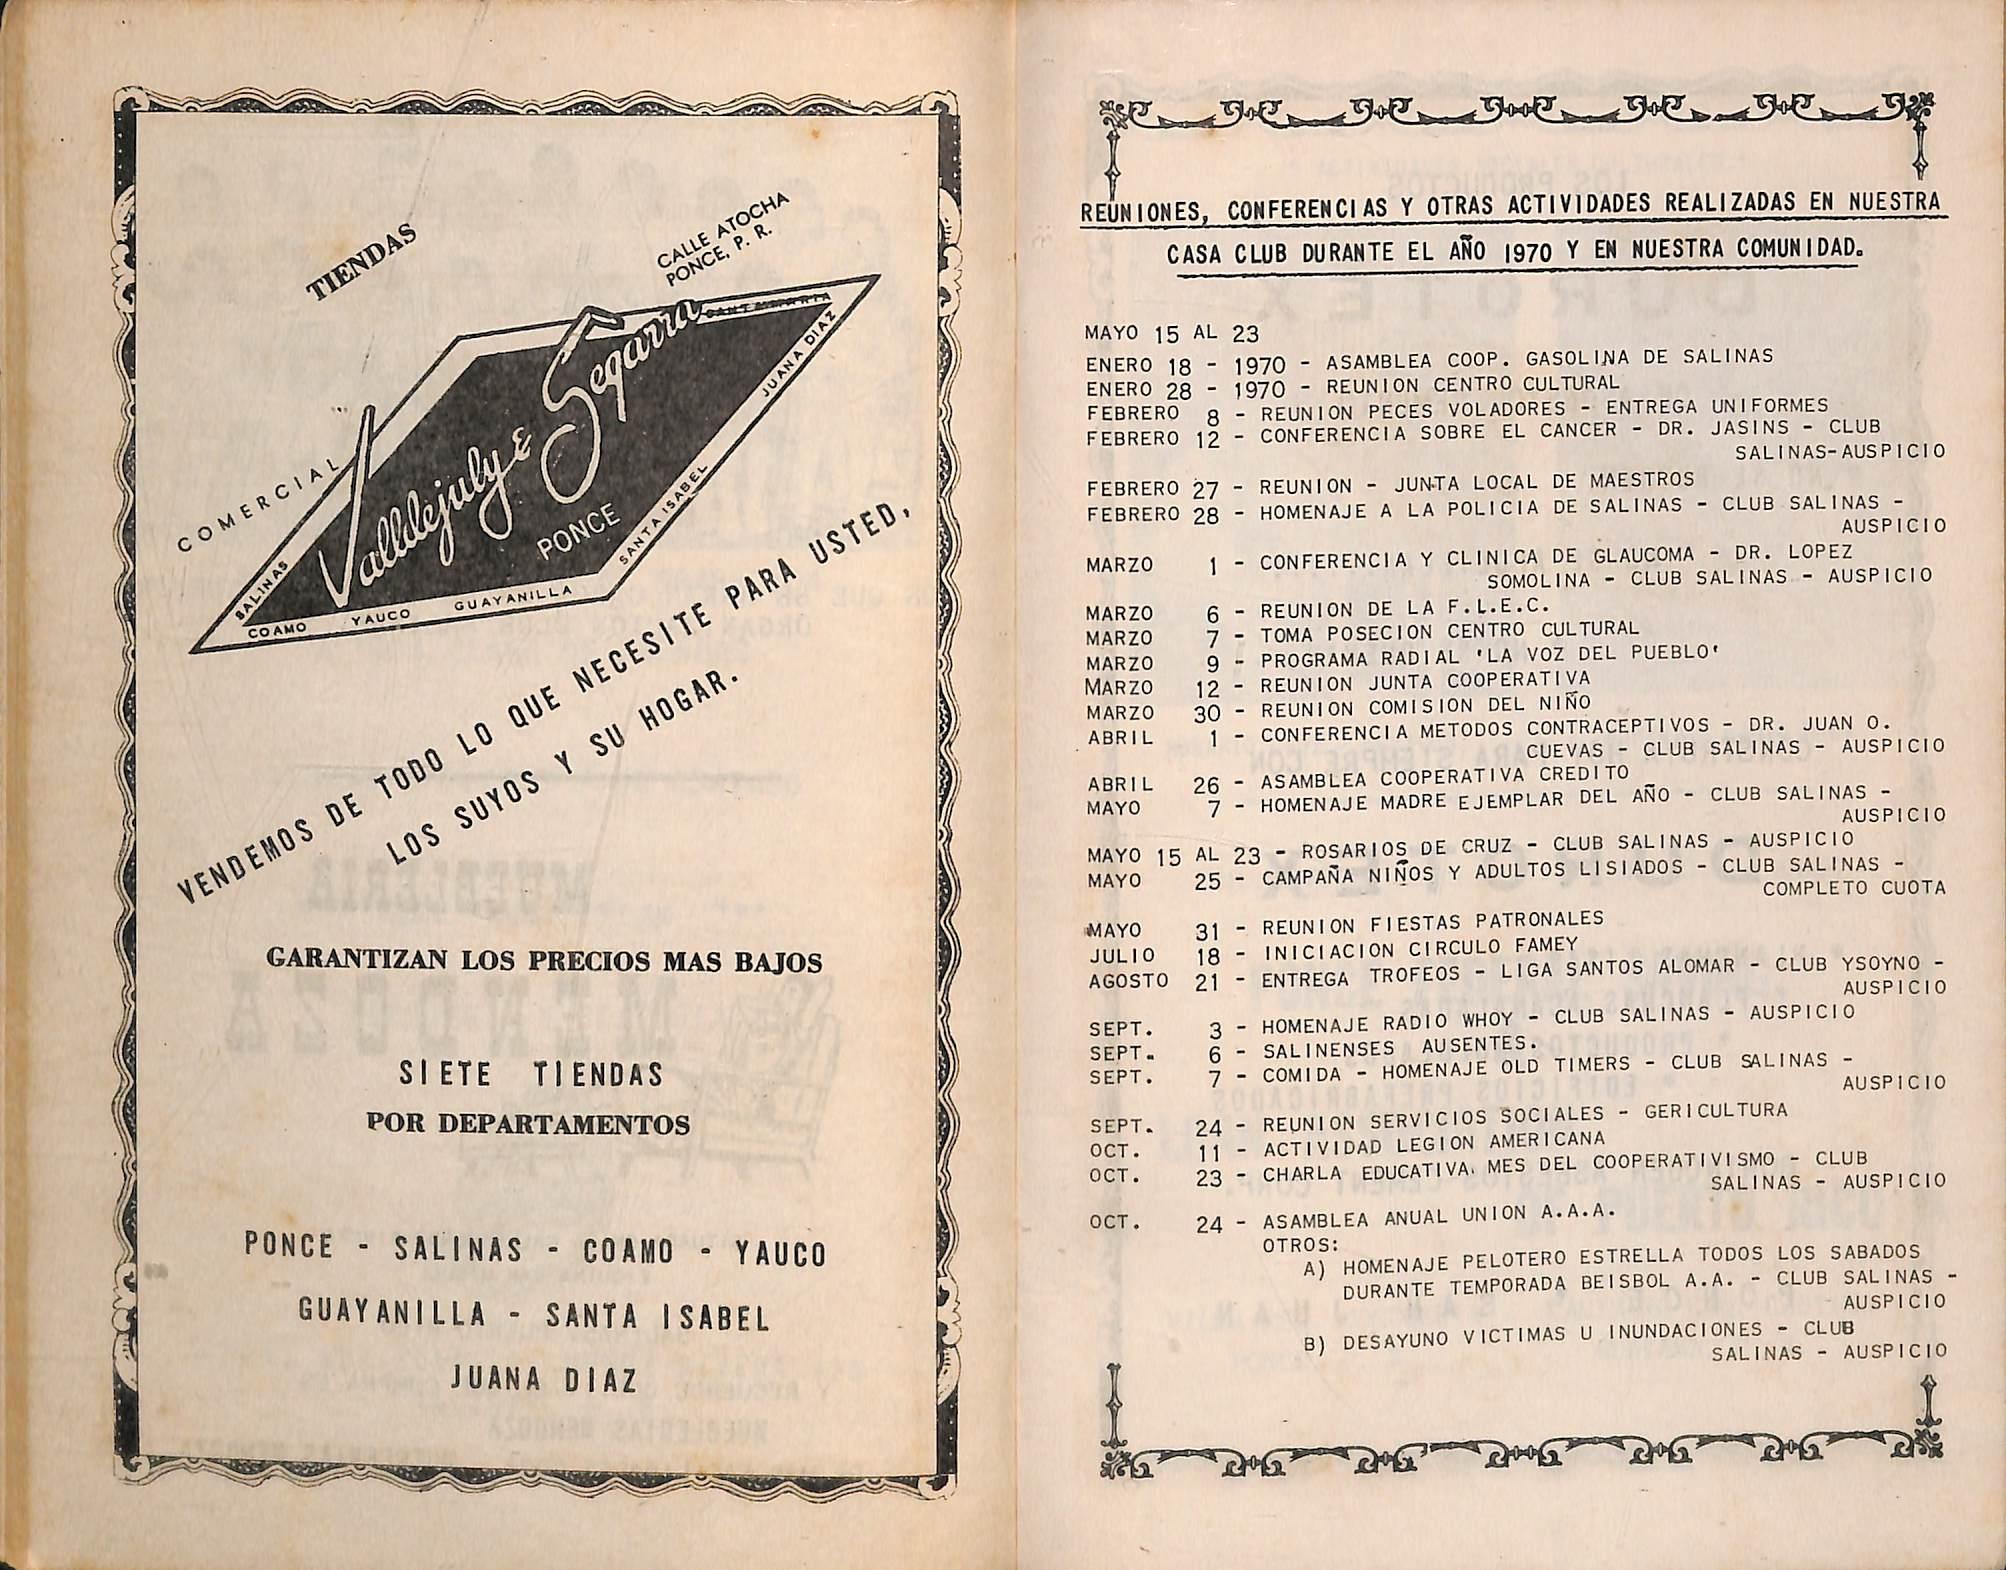 TIENDAS
CALLE ATOCHA
PONCE, P. R.
COMERCIAL
Valldejuly & Segarra
PONCE
SANTA MARIA
JUANA DIAZ
SANTA ISABEL
SALINAS
COAMO YAUCO GUAYANILLA
VENDEMOS DE TODO LO QUE NECESITE PARA USTED,
LOS SUYOS Y SU HOGAR.
GARANTIZAN LOS PRECIOS MAS BAJOS
SIETE TIENDAS
POR DEPARTAMENTOS
PONCE - SALINAS - COAMO - YAUCO
GUAYANILLA - SANTA ISABEL
JUANA DIAZ
REUNIONES, CONFERENCIAS Y OTRAS ACTIVIDADES REALIZADAS EN NUESTRA
CASA CLUB DURANTE EL AÑO 1970 Y EN NUESTRA COMUNIDAD.
MAYO 15 AL 23
ENERO 18 - 1970 - ASAMBLEA COOP. GASOLINA DE SALINAS
ENERO 28 - 1970 - REUNION CENTRO CULTURAL
FEBRERO 8 - REUNION PECES VOLADORES - ENTREGA UNIFORMES
FEBRERO 12 - CONFERENCIA SOBRE EL CANCER - DR. JASINS - CLUB
SALINAS-AUSPICIO
FEBRERO 27 - REUNION - JUNTA LOCAL DE MAESTROS
FEBRERO 28 - HOMENAJE A LA POLICIA DE SALINAS - CLUB SALINAS -
AUSPICIO
MARZO 1 - CONFERENCIA Y CLINICA DE GLAUCOMA - DR. LOPEZ
SOMOLINA - CLUB SALINAS - AUSPICIO
MARZO 6 - REUNION DE LA F.L.E.C.
MARZO 7 - TOMA POSECION CENTRO CULTURAL
MARZO 9 - PROGRAMA RADIAL 'LA VOZ DEL PUEBLO'
MARZO 12 - REUNION JUNTA COOPERATIVA
MARZO 30 - REUNION COMISION DEL NIÑO
ABRIL 1 - CONFERENCIA METODOS CONTRACEPTIVOS - DR. JUAN O.
CUEVAS - CLUB SALINAS - AUSPICIO
ABRIL 26 - ASAMBLEA COOPERATIVA CREDITO
MAYO 7 - HOMENAJE MADRE EJEMPLAR DEL AÑO - CLUB SALINAS -
AUSPICIO
MAYO 15 AL 23 - ROSARIOS DE CRUZ - CLUB SALINAS - AUSPICIO
MAYO 25 - CAMPAÑA NIÑOS Y ADULTOS LISIADOS - CLUB SALINAS -
COMPLETO CUOTA
MAYO 31 - REUNION FIESTAS PATRONALES
JULIO 18 - INICIACION CIRCULO FAMEY
AGOSTO 21 - ENTREGA TROFEOS - LIGA SANTOS ALOMAR - CLUB YSOYNO -
AUSPICIO
SEPT. 3 - HOMENAJE RADIO WHOY - CLUB SALINAS - AUSPICIO
SEPT. 6 - SALINENSES AUSENTES.
SEPT. 7 - COMIDA - HOMENAJE OLD TIMERS - CLUB SALINAS -
AUSPICIO
SEPT. 24 - REUNION SERVICIOS SOCIALES - GERICULTURA
OCT. 11 - ACTIVIDAD LEGION AMERICANA
OCT. 23 - CHARLA EDUCATIVA, MES DEL COOPERATIVISMO - CLUB
SALINAS - AUSPICIO
OCT. 24 - ASAMBLEA ANUAL UNION A.A.A.
OTROS:
A) HOMENAJE PELOTERO ESTRELLA TODOS LOS SABADOS
DURANTE TEMPORADA BEISBOL A.A. - CLUB SALINAS -
AUSPICIO
B) DESAYUNO VICTIMAS U INUNDACIONES - CLUB
SALINAS - AUSPICIO